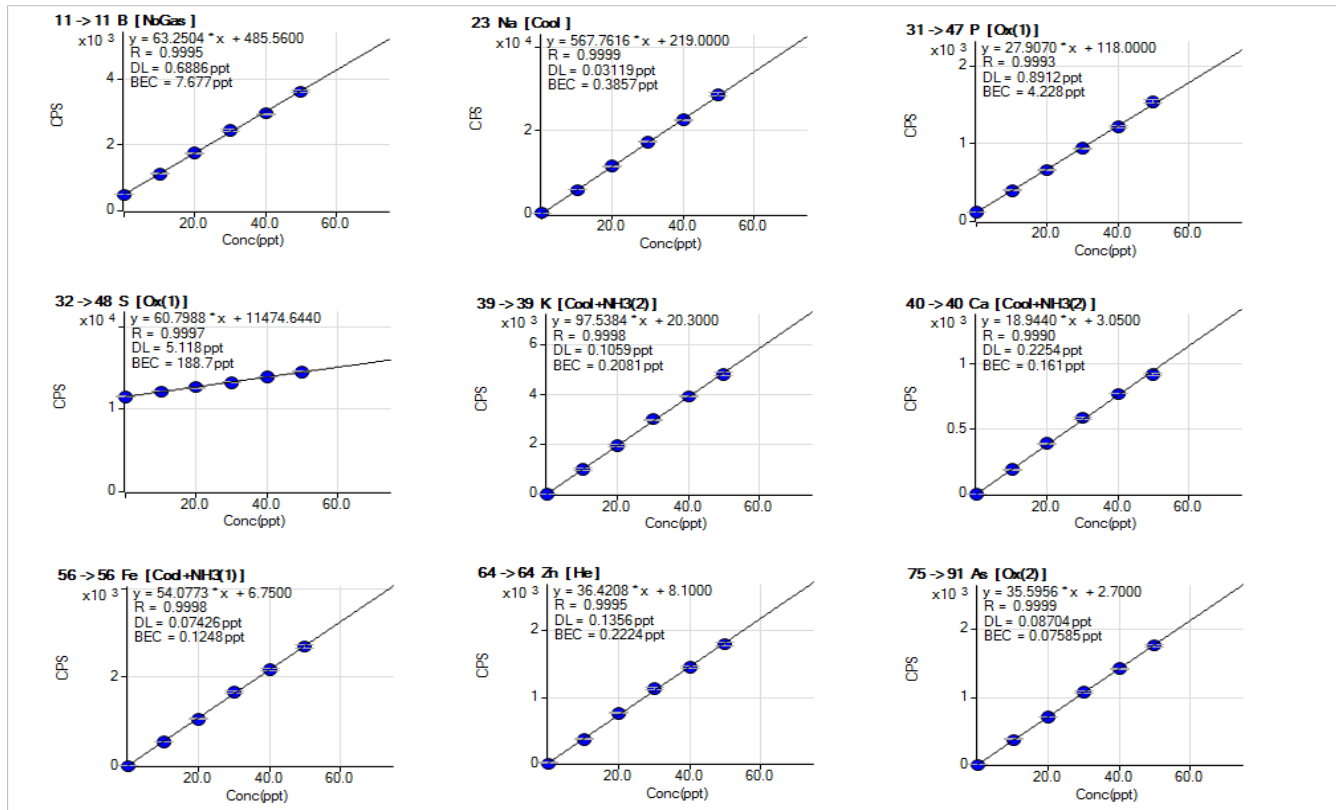 11 -> 11 B [NoGas]
x10 3
y = 63.2504 * x + 485.5600
R = 0.9995
DL = 0.6886 ppt
BEC = 7.677 ppt
4
2
0
CPS
20.0 40.0 60.0
Conc(ppt)
23 Na [Cool]
x10 4
y = 567.7616 * x + 219.0000
R = 0.9999
DL = 0.03119 ppt
BEC = 0.3857 ppt
4
2
0
CPS
20.0 40.0 60.0
Conc(ppt)
31 -> 47 P [Ox(1)]
x10 3
y = 27.9070 * x + 118.0000
R = 0.9993
DL = 0.8912 ppt
BEC = 4.228 ppt
2
1
0
CPS
20.0 40.0 60.0
Conc(ppt)
32 -> 48 S [Ox(1)]
x10 4
y = 60.7988 * x + 11474.6440
R = 0.9997
DL = 5.118 ppt
BEC = 188.7 ppt
1
0
CPS
20.0 40.0 60.0
Conc(ppt)
39 -> 39 K [Cool+NH3(2)]
x10 3
y = 97.5384 * x + 20.3000
R = 0.9998
DL = 0.1059 ppt
BEC = 0.2081 ppt
6
4
2
0
CPS
20.0 40.0 60.0
Conc(ppt)
40 -> 40 Ca [Cool+NH3(2)]
x10 3
y = 18.9440 * x + 3.0500
R = 0.9990
DL = 0.2254 ppt
BEC = 0.161 ppt
1
0.5
0
CPS
20.0 40.0 60.0
Conc(ppt)
56 -> 56 Fe [Cool+NH3(1)]
x10 3
y = 54.0773 * x + 6.7500
R = 0.9998
DL = 0.07426 ppt
BEC = 0.1248 ppt
2
0
CPS
20.0 40.0 60.0
Conc(ppt)
64 -> 64 Zn [He]
x10 3
y = 36.4208 * x + 8.1000
R = 0.9995
DL = 0.1356 ppt
BEC = 0.2224 ppt
2
1
0
CPS
20.0 40.0 60.0
Conc(ppt)
75 -> 91 As [Ox(2)]
x10 3
y = 35.5956 * x + 2.7000
R = 0.9999
DL = 0.08704 ppt
BEC = 0.07585 ppt
2
1
0
CPS
20.0 40.0 60.0
Conc(ppt)